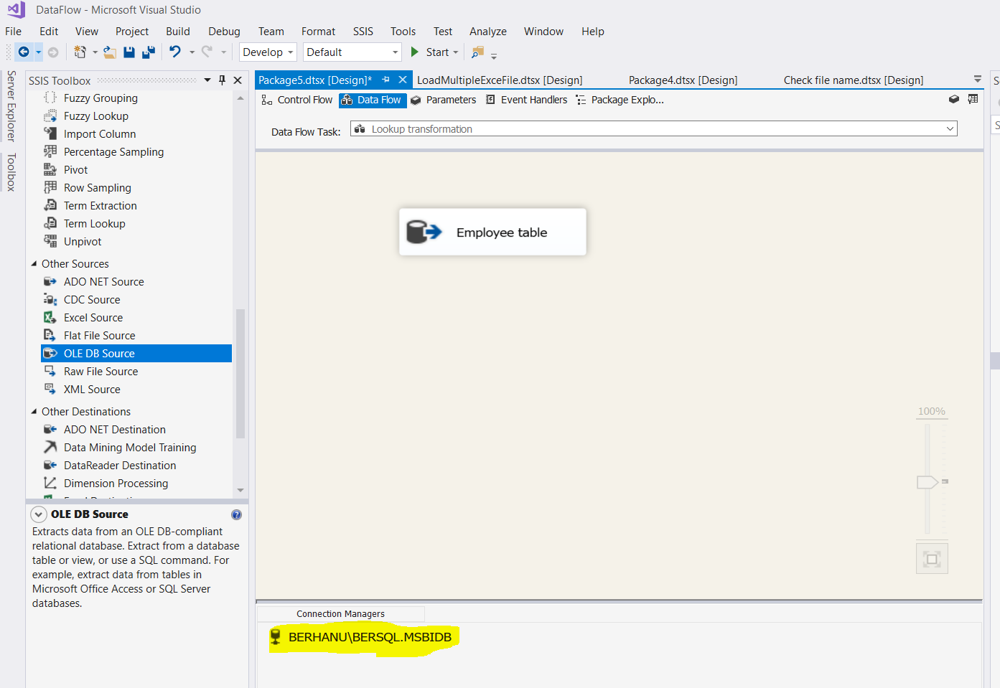 DataFlow - Microsoft Visual Studio
File Edit View Project Build Debug Team Format SSIS Tools Test Analyze Window Help
Develop Default Start
Server Explorer
Toolbox
SSIS Toolbox
Fuzzy Grouping
Fuzzy Lookup
Import Column
Percentage Sampling
Pivot
Row Sampling
Term Extraction
Term Lookup
Unpivot
Other Sources
ADO NET Source
CDC Source
Excel Source
Flat File Source
OLE DB Source
Raw File Source
XML Source
Other Destinations
ADO NET Destination
Data Mining Model Training
DataReader Destination
Dimension Processing
OLE DB Source
Extracts data from an OLE DB-compliant
relational database. Extract from a database
table or view, or use a SQL command. For
example, extract data from tables in
Microsoft Office Access or SQL Server
databases.
Package5.dtsx [Design]* LoadMultipleExceFile.dtsx [Design] Package4.dtsx [Design] Check file name.dtsx [Design]
Control Flow Data Flow Parameters Event Handlers Package Explo...
Data Flow Task: Lookup transformation
Employee table
100%
Connection Managers
BERHANU\BERSQL.MSBIDB